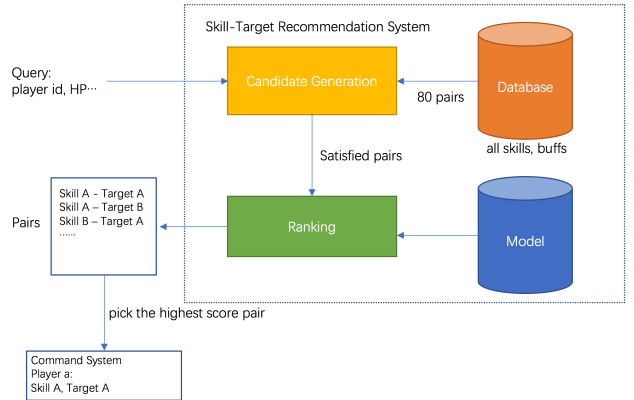 Skill-Target Recommendation System
Query:
player id, HP…
Candidate Generation
80 pairs
Database
all skills, buffs
Satisfied pairs
Pairs
Skill A - Target A
Skill A – Target B
Skill B – Target A
……
Ranking
Model
pick the highest score pair
Command System
Player a:
Skill A, Target A